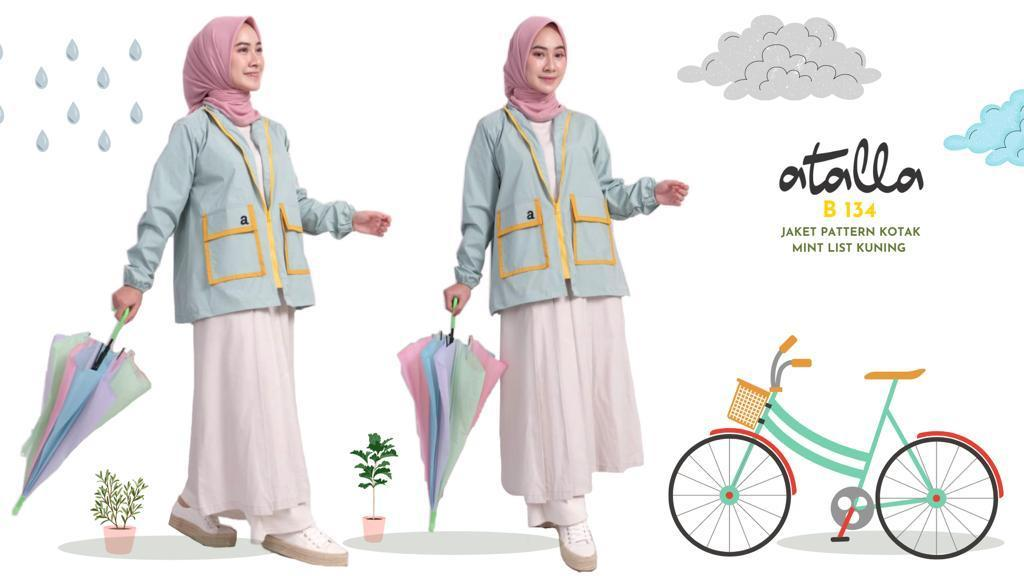 a
a
atalla
B 134
JAKET PATTERN KOTAK
MINT LIST KUNING